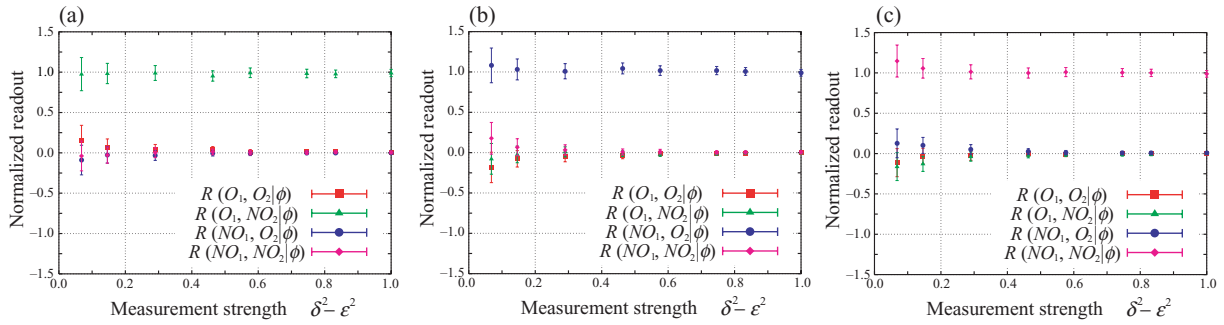 (a)
Normalized readout
1.5
1.0
0.5
0.0
−0.5
−1.0
−1.5
R (O₁, O₂|ϕ)
R (O₁, NO₂|ϕ)
R (NO₁, O₂|ϕ)
R (NO₁, NO₂|ϕ)
0.0 0.2 0.4 0.6 0.8 1.0
Measurement strength δ² − ε²
(b)
Normalized readout
1.5
1.0
0.5
0.0
−0.5
−1.0
−1.5
R (O₁, O₂|ϕ)
R (O₁, NO₂|ϕ)
R (NO₁, O₂|ϕ)
R (NO₁, NO₂|ϕ)
0.0 0.2 0.4 0.6 0.8 1.0
Measurement strength δ² − ε²
(c)
Normalized readout
1.5
1.0
0.5
0.0
−0.5
−1.0
−1.5
R (O₁, O₂|ϕ)
R (O₁, NO₂|ϕ)
R (NO₁, O₂|ϕ)
R (NO₁, NO₂|ϕ)
0.0 0.2 0.4 0.6 0.8 1.0
Measurement strength δ² − ε²